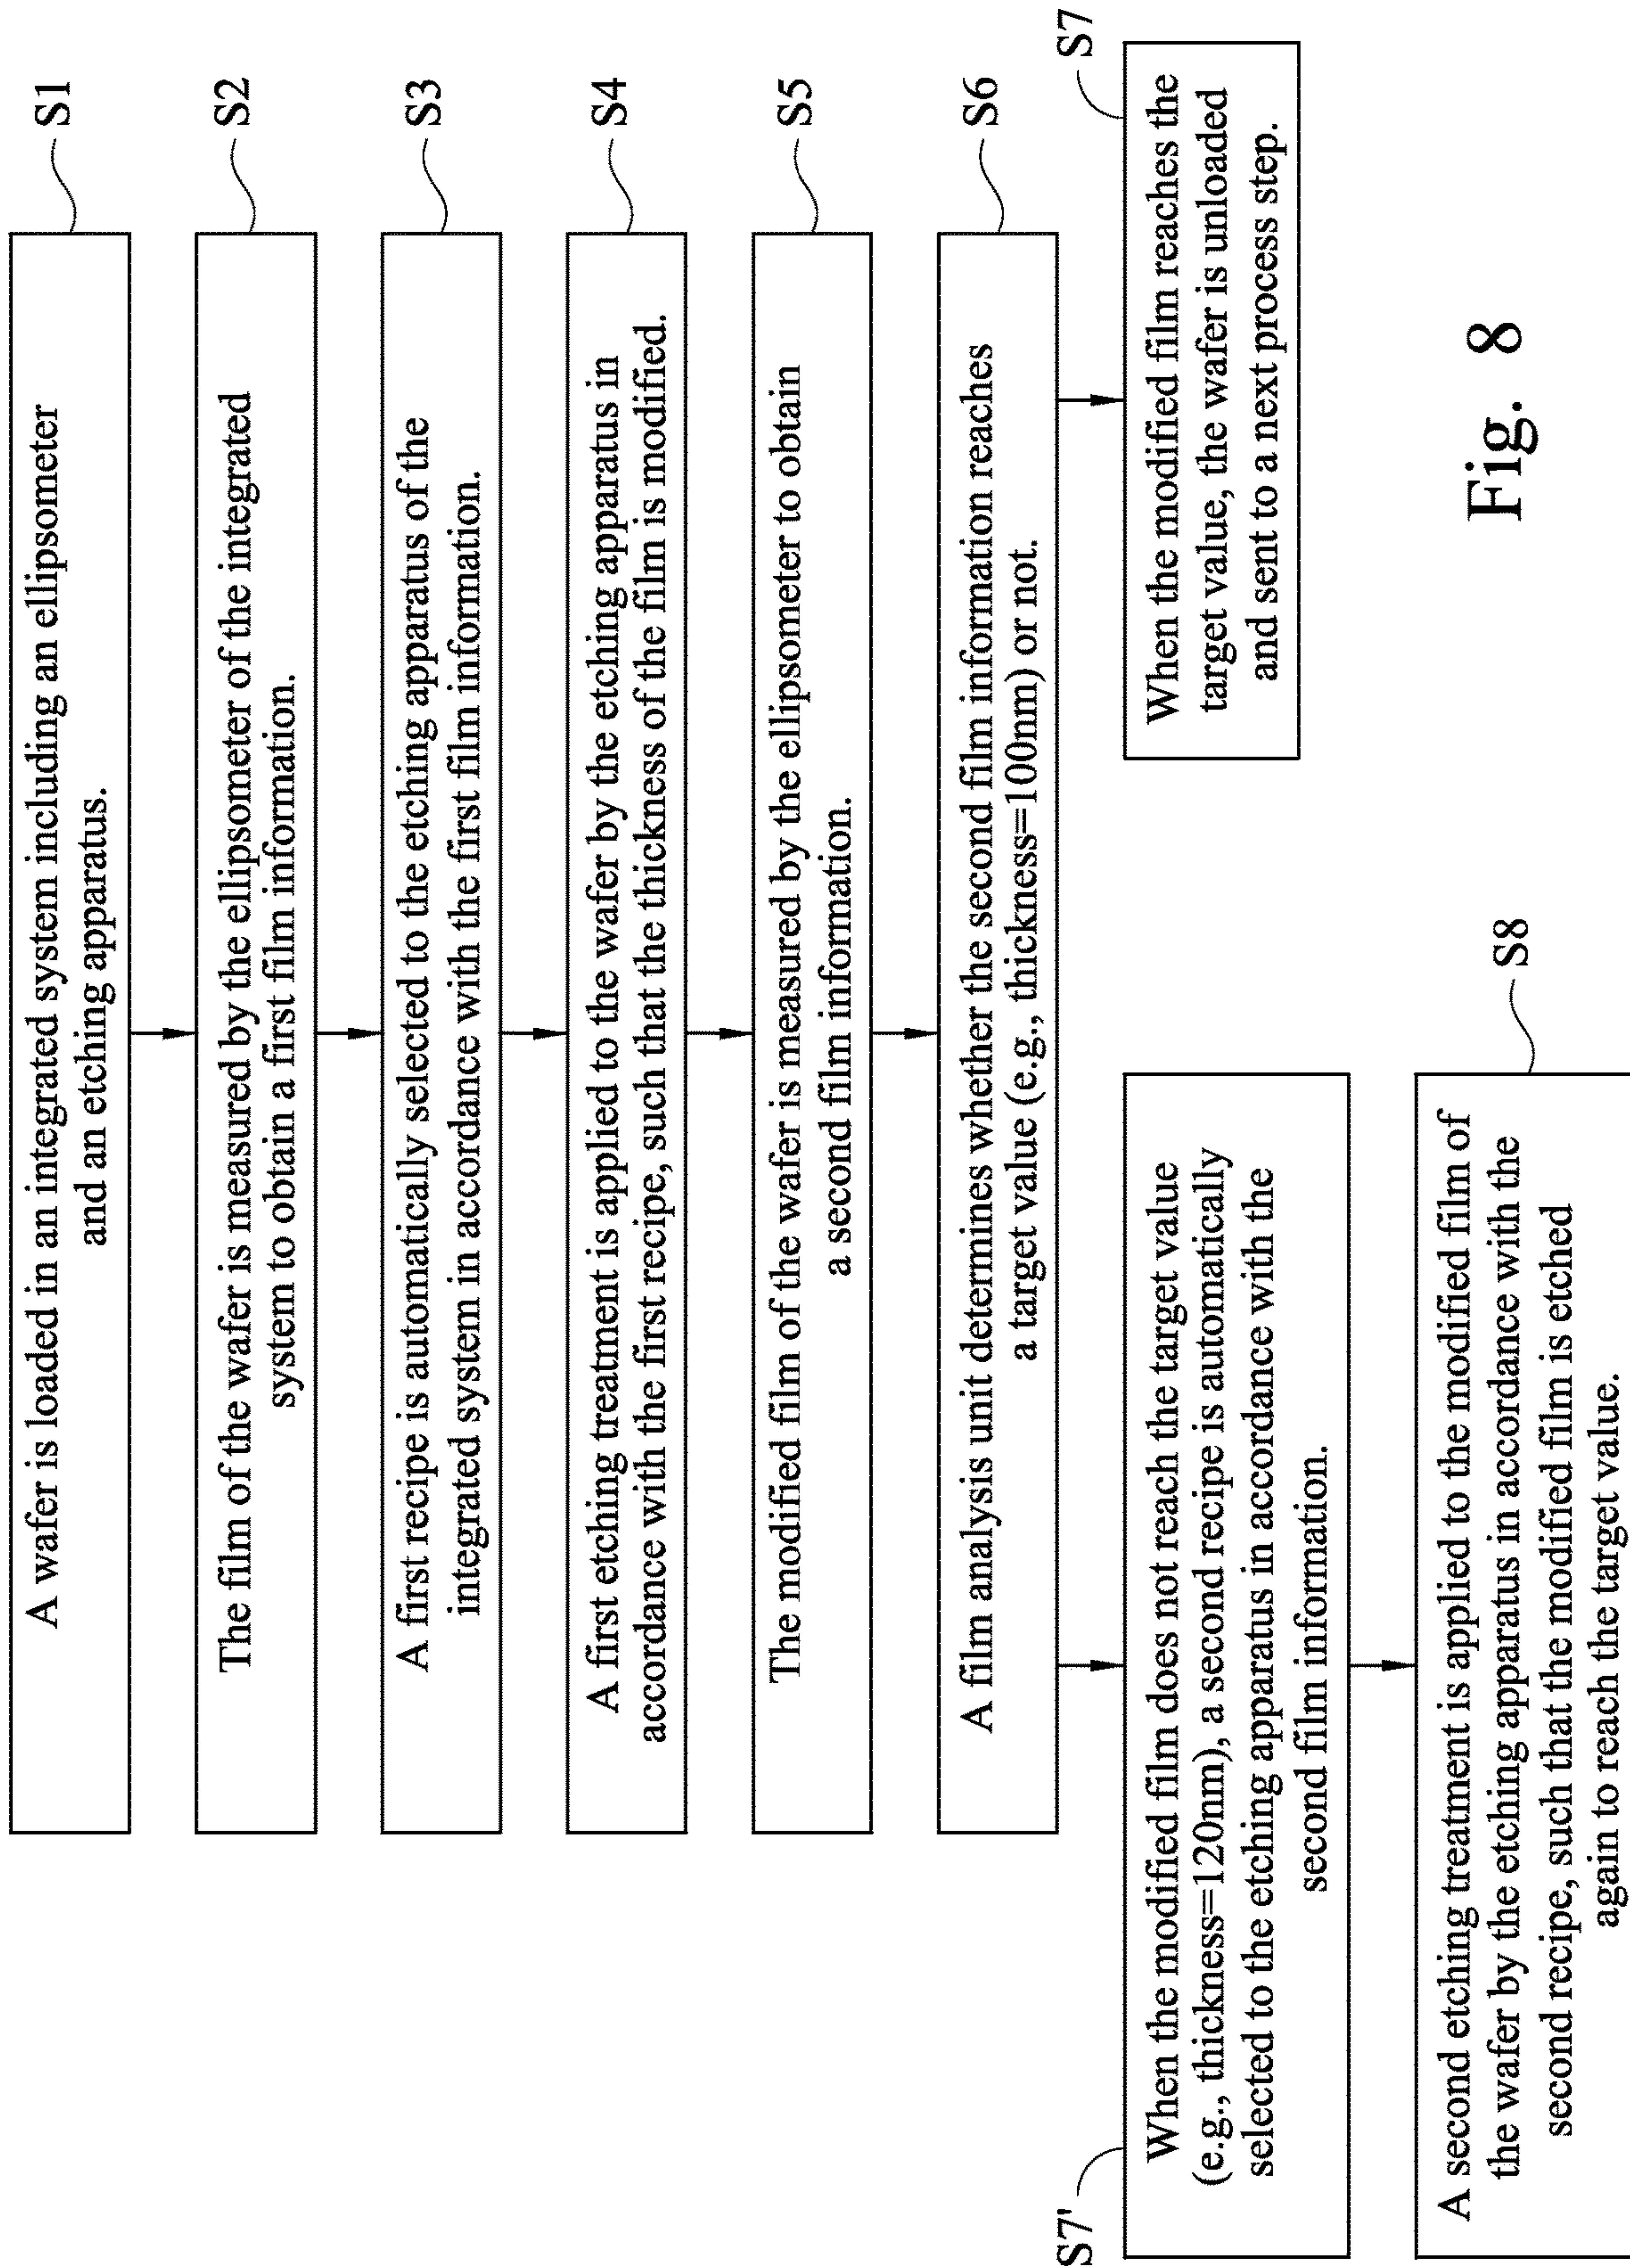 A wafer is loaded in an integrated system including an ellipsometer
and an etching apparatus.
S1
The film of the wafer is measured by the ellipsometer of the integrated
system to obtain a first film information.
S2
A first recipe is automatically selected to the etching apparatus of the
integrated system in accordance with the first film information.
S3
A first etching treatment is applied to the wafer by the etching apparatus in
accordance with the first recipe, such that the thickness of the film is modified.
S4
The modified film of the wafer is measured by the ellipsometer to obtain
a second film information.
S5
A film analysis unit determines whether the second film information reaches
a target value (e.g., thickness=100nm) or not.
S6
S7'
When the modified film does not reach the target value
(e.g., thickness=120nm), a second recipe is automatically
selected to the etching apparatus in accordance with the
second film information.
When the modified film reaches the
target value, the wafer is unloaded
and sent to a next process step.
S7
A second etching treatment is applied to the modified film of
the wafer by the etching apparatus in accordance with the
second recipe, such that the modified film is etched
again to reach the target value.
S8
Fig. 8